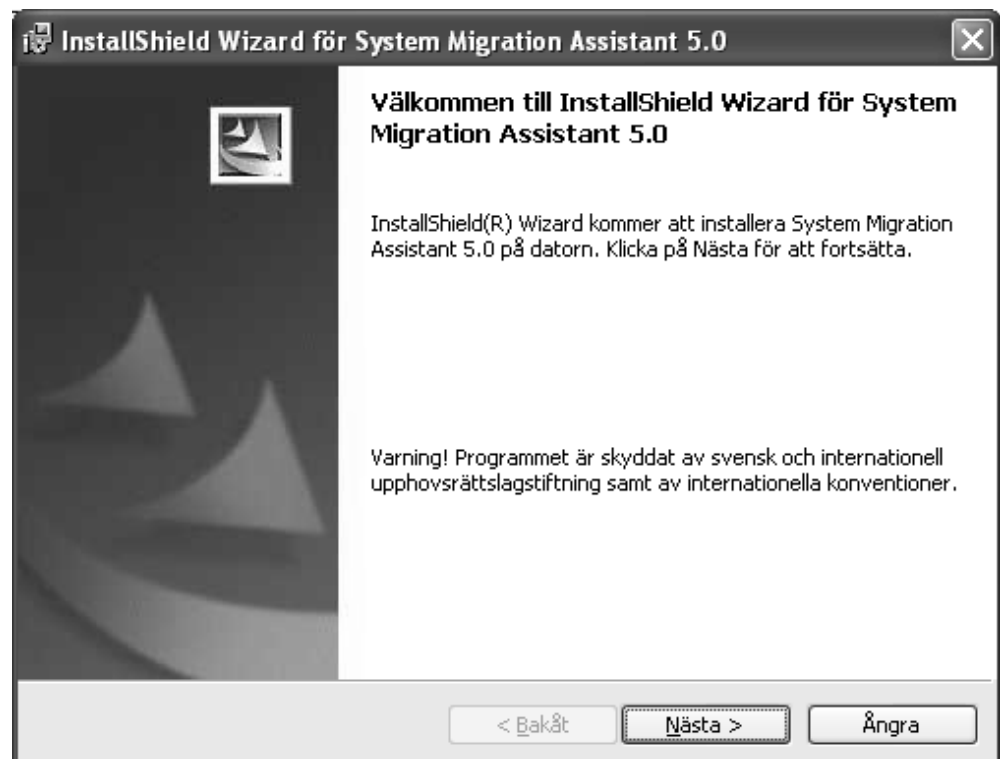 InstallShield Wizard för System Migration Assistant 5.0
Välkommen till InstallShield Wizard för System
Migration Assistant 5.0
InstallShield(R) Wizard kommer att installera System Migration
Assistant 5.0 på datorn. Klicka på Nästa för att fortsätta.
Varning! Programmet är skyddat av svensk och internationell
upphovsrättslagstiftning samt av internationella konventioner.
< Bakåt
Nästa >
Ångra